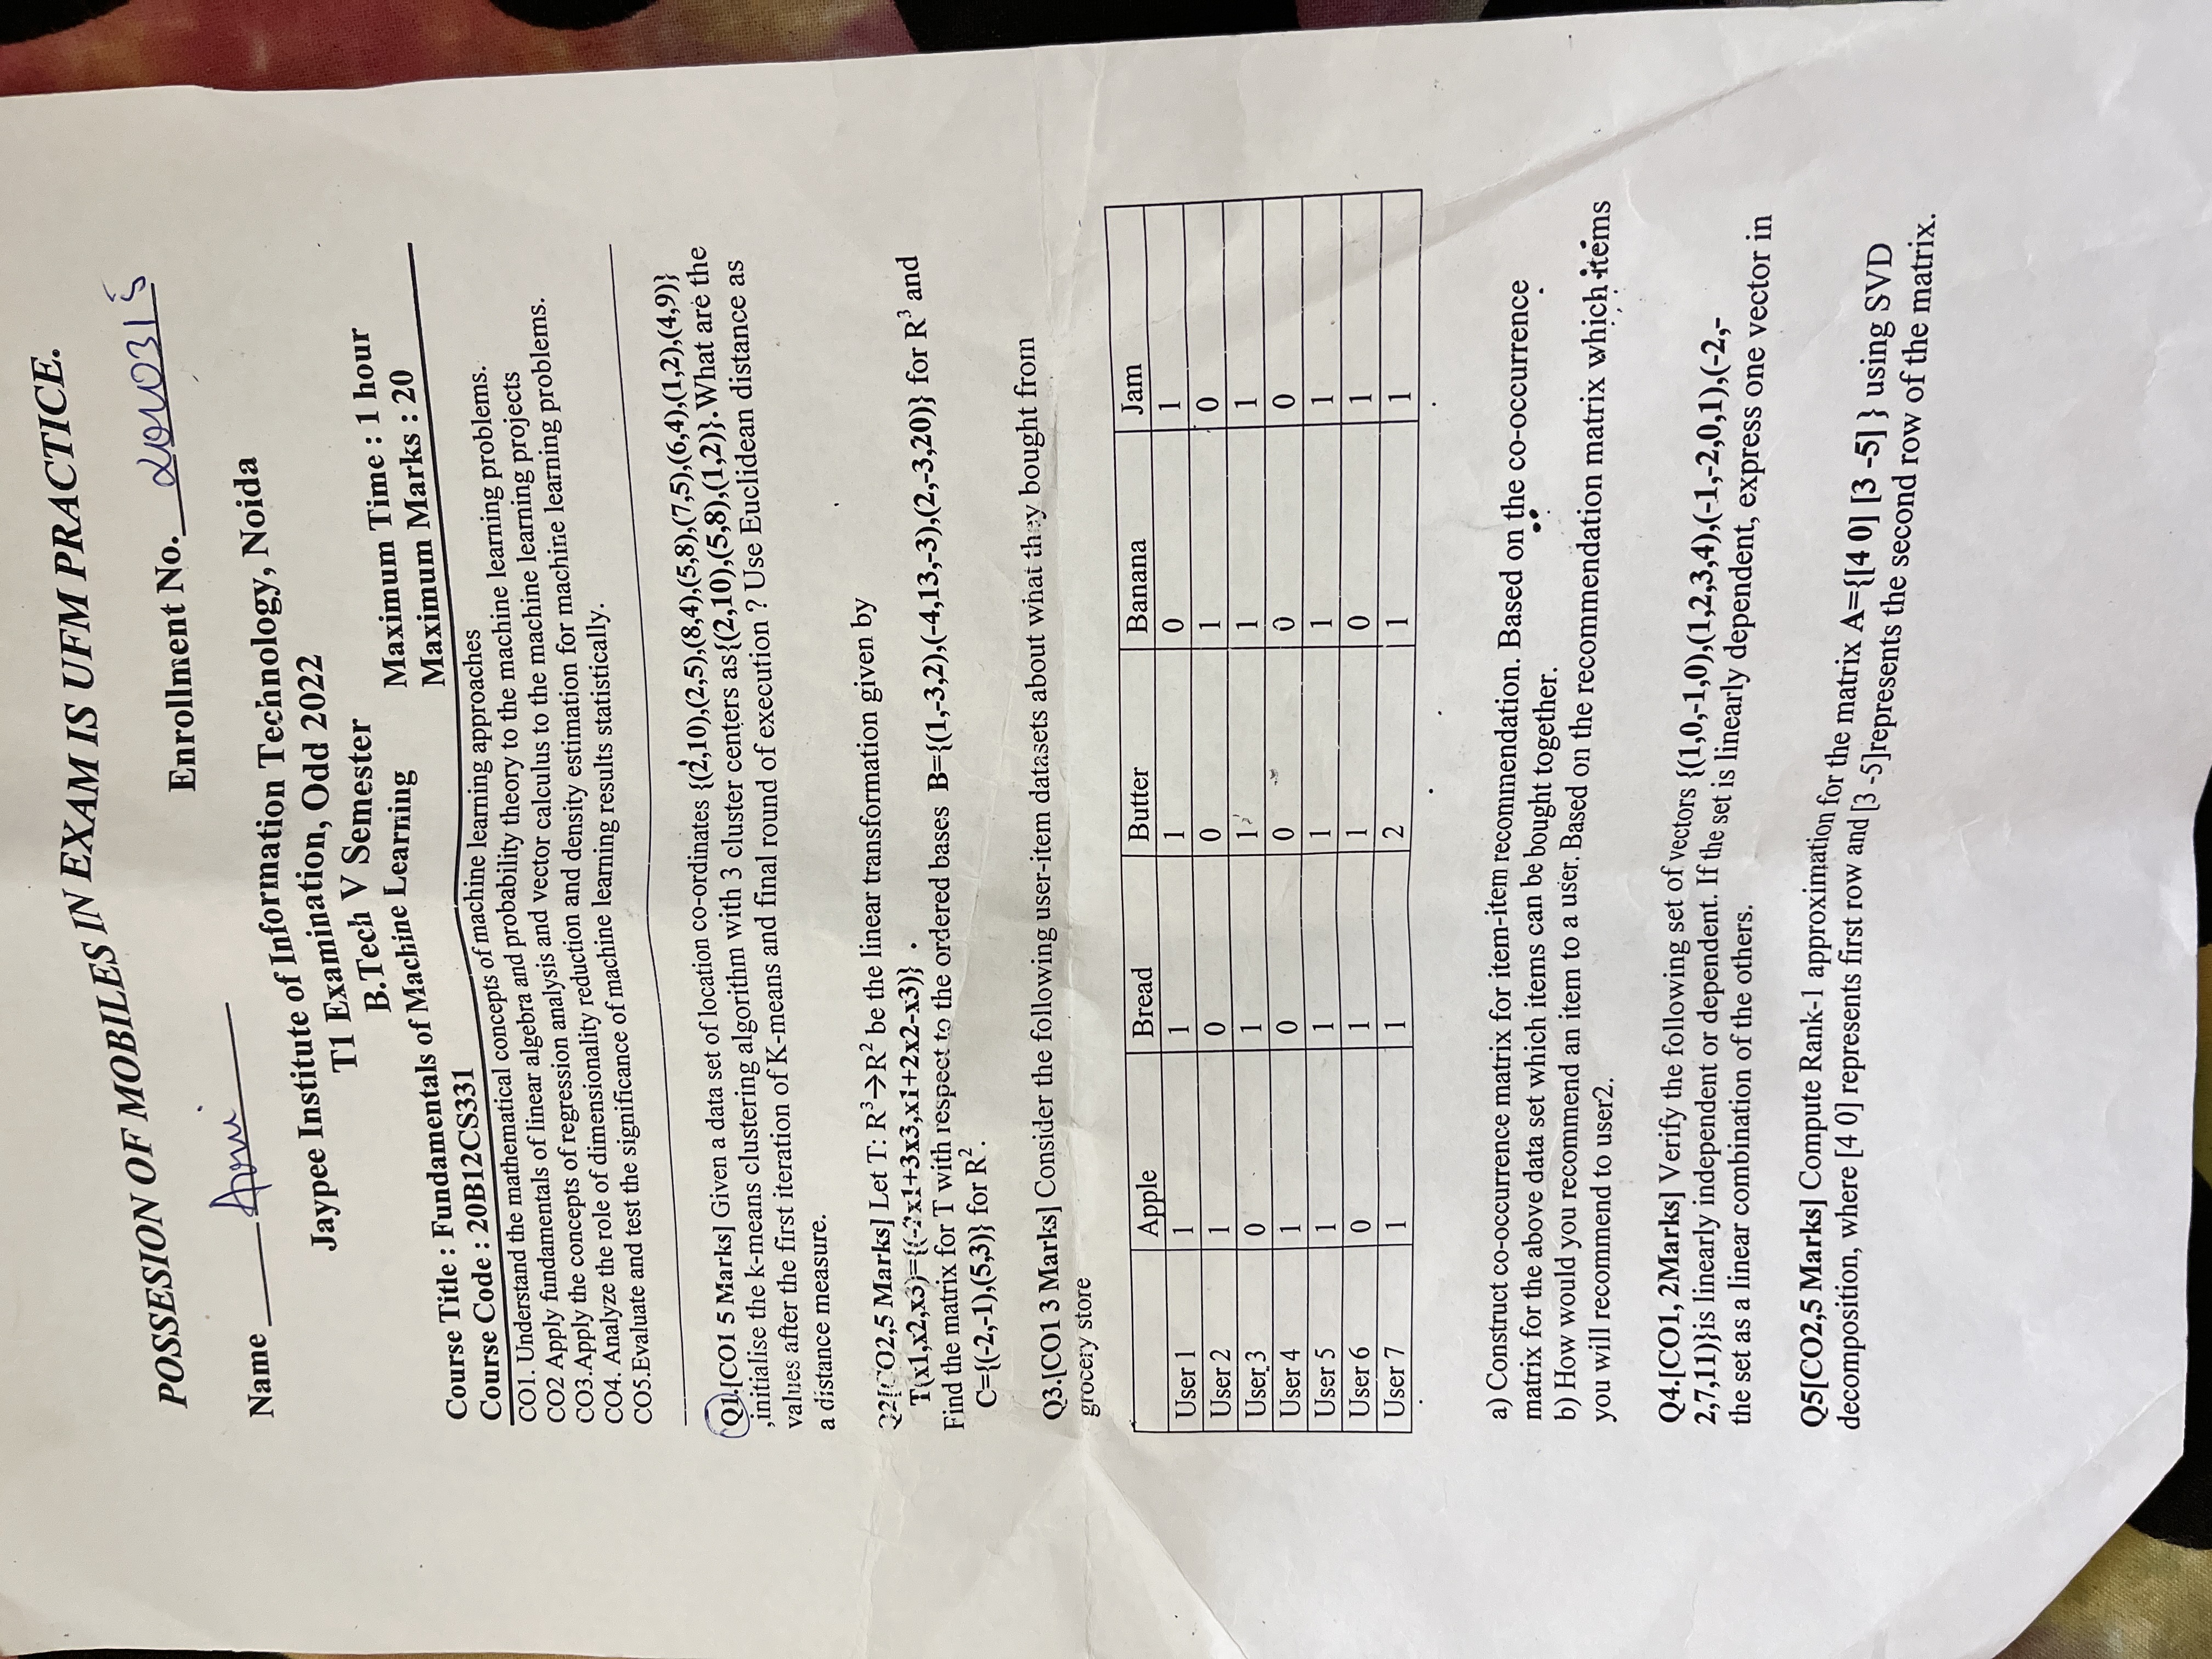 POSSESION OF MOBILES IN EXAM IS UFM PRACTICE.
Enrollment No.
Name
Jaypee Institute of Information Technology, Noida
T1 Examination, Odd 2022
B.Tech V Semester
Course Title : Fundamentals of Machine Learning Maximum Time : 1 hour
Course Code : 20B12CS331 Maximum Marks : 20
CO1. Understand the mathematical concepts of machine learning approaches
CO2 Apply fundamentals of linear algebra and probability theory to the machine learning problems.
CO3.Apply the concepts of regression analysis and vector calculus to the machine learning projects
CO4. Analyze the role of dimensionality reduction and density estimation for machine learning problems.
CO5.Evaluate and test the significance of machine learning results statistically.
Q1.[CO1 5 Marks] Given a data set of location co-ordinates {(2,10),(2,5),(8,4),(5,8),(7,5),(6,4),(1,2),(4,9)}
,initialise the k-means clustering algorithm with 3 cluster centers as{(2,10),(5,8),(1,2)}.What are the
values after the first iteration of K-means and final round of execution ? Use Euclidean distance as
a distance measure.
Q2[CO2,5 Marks] Let T: R³→R² be the linear transformation given by
T(x1,x2,x3)={(-2x1+3x3,x1+2x2-x3)} .
Find the matrix for T with respect to the ordered bases B={(1,-3,2),(-4,13,-3),(2,-3,20)} for R³ and
C={(-2,-1),(5,3)} for R².
Q3.[CO1 3 Marks] Consider the following user-item datasets about what they bought from
grocery store
Apple Bread Butter Banana Jam
User 1 1 1 1 0 1
User 2 1 0 0 1 0
User 3 0 1 1 1 1
User 4 1 0 0 0 0
User 5 1 1 1 1 1
User 6 0 1 1 0 1
User 7 1 1 2 1 1
a) Construct co-occurrence matrix for item-item recommendation. Based on the co-occurrence
matrix for the above data set which items can be bought together.
b) How would you recommend an item to a user. Based on the recommendation matrix which items
you will recommend to user2.
Q4.[CO1, 2Marks] Verify the following set of vectors {(1,0,-1,0),(1,2,3,4),(-1,-2,0,1),(-2,-
2,7,11)}is linearly independent or dependent. If the set is linearly dependent, express one vector in
the set as a linear combination of the others.
Q5[CO2,5 Marks] Compute Rank-1 approximation for the matrix A={[4 0] [3 -5] } using SVD
decomposition, where [4 0] represents first row and [3 -5]represents the second row of the matrix.